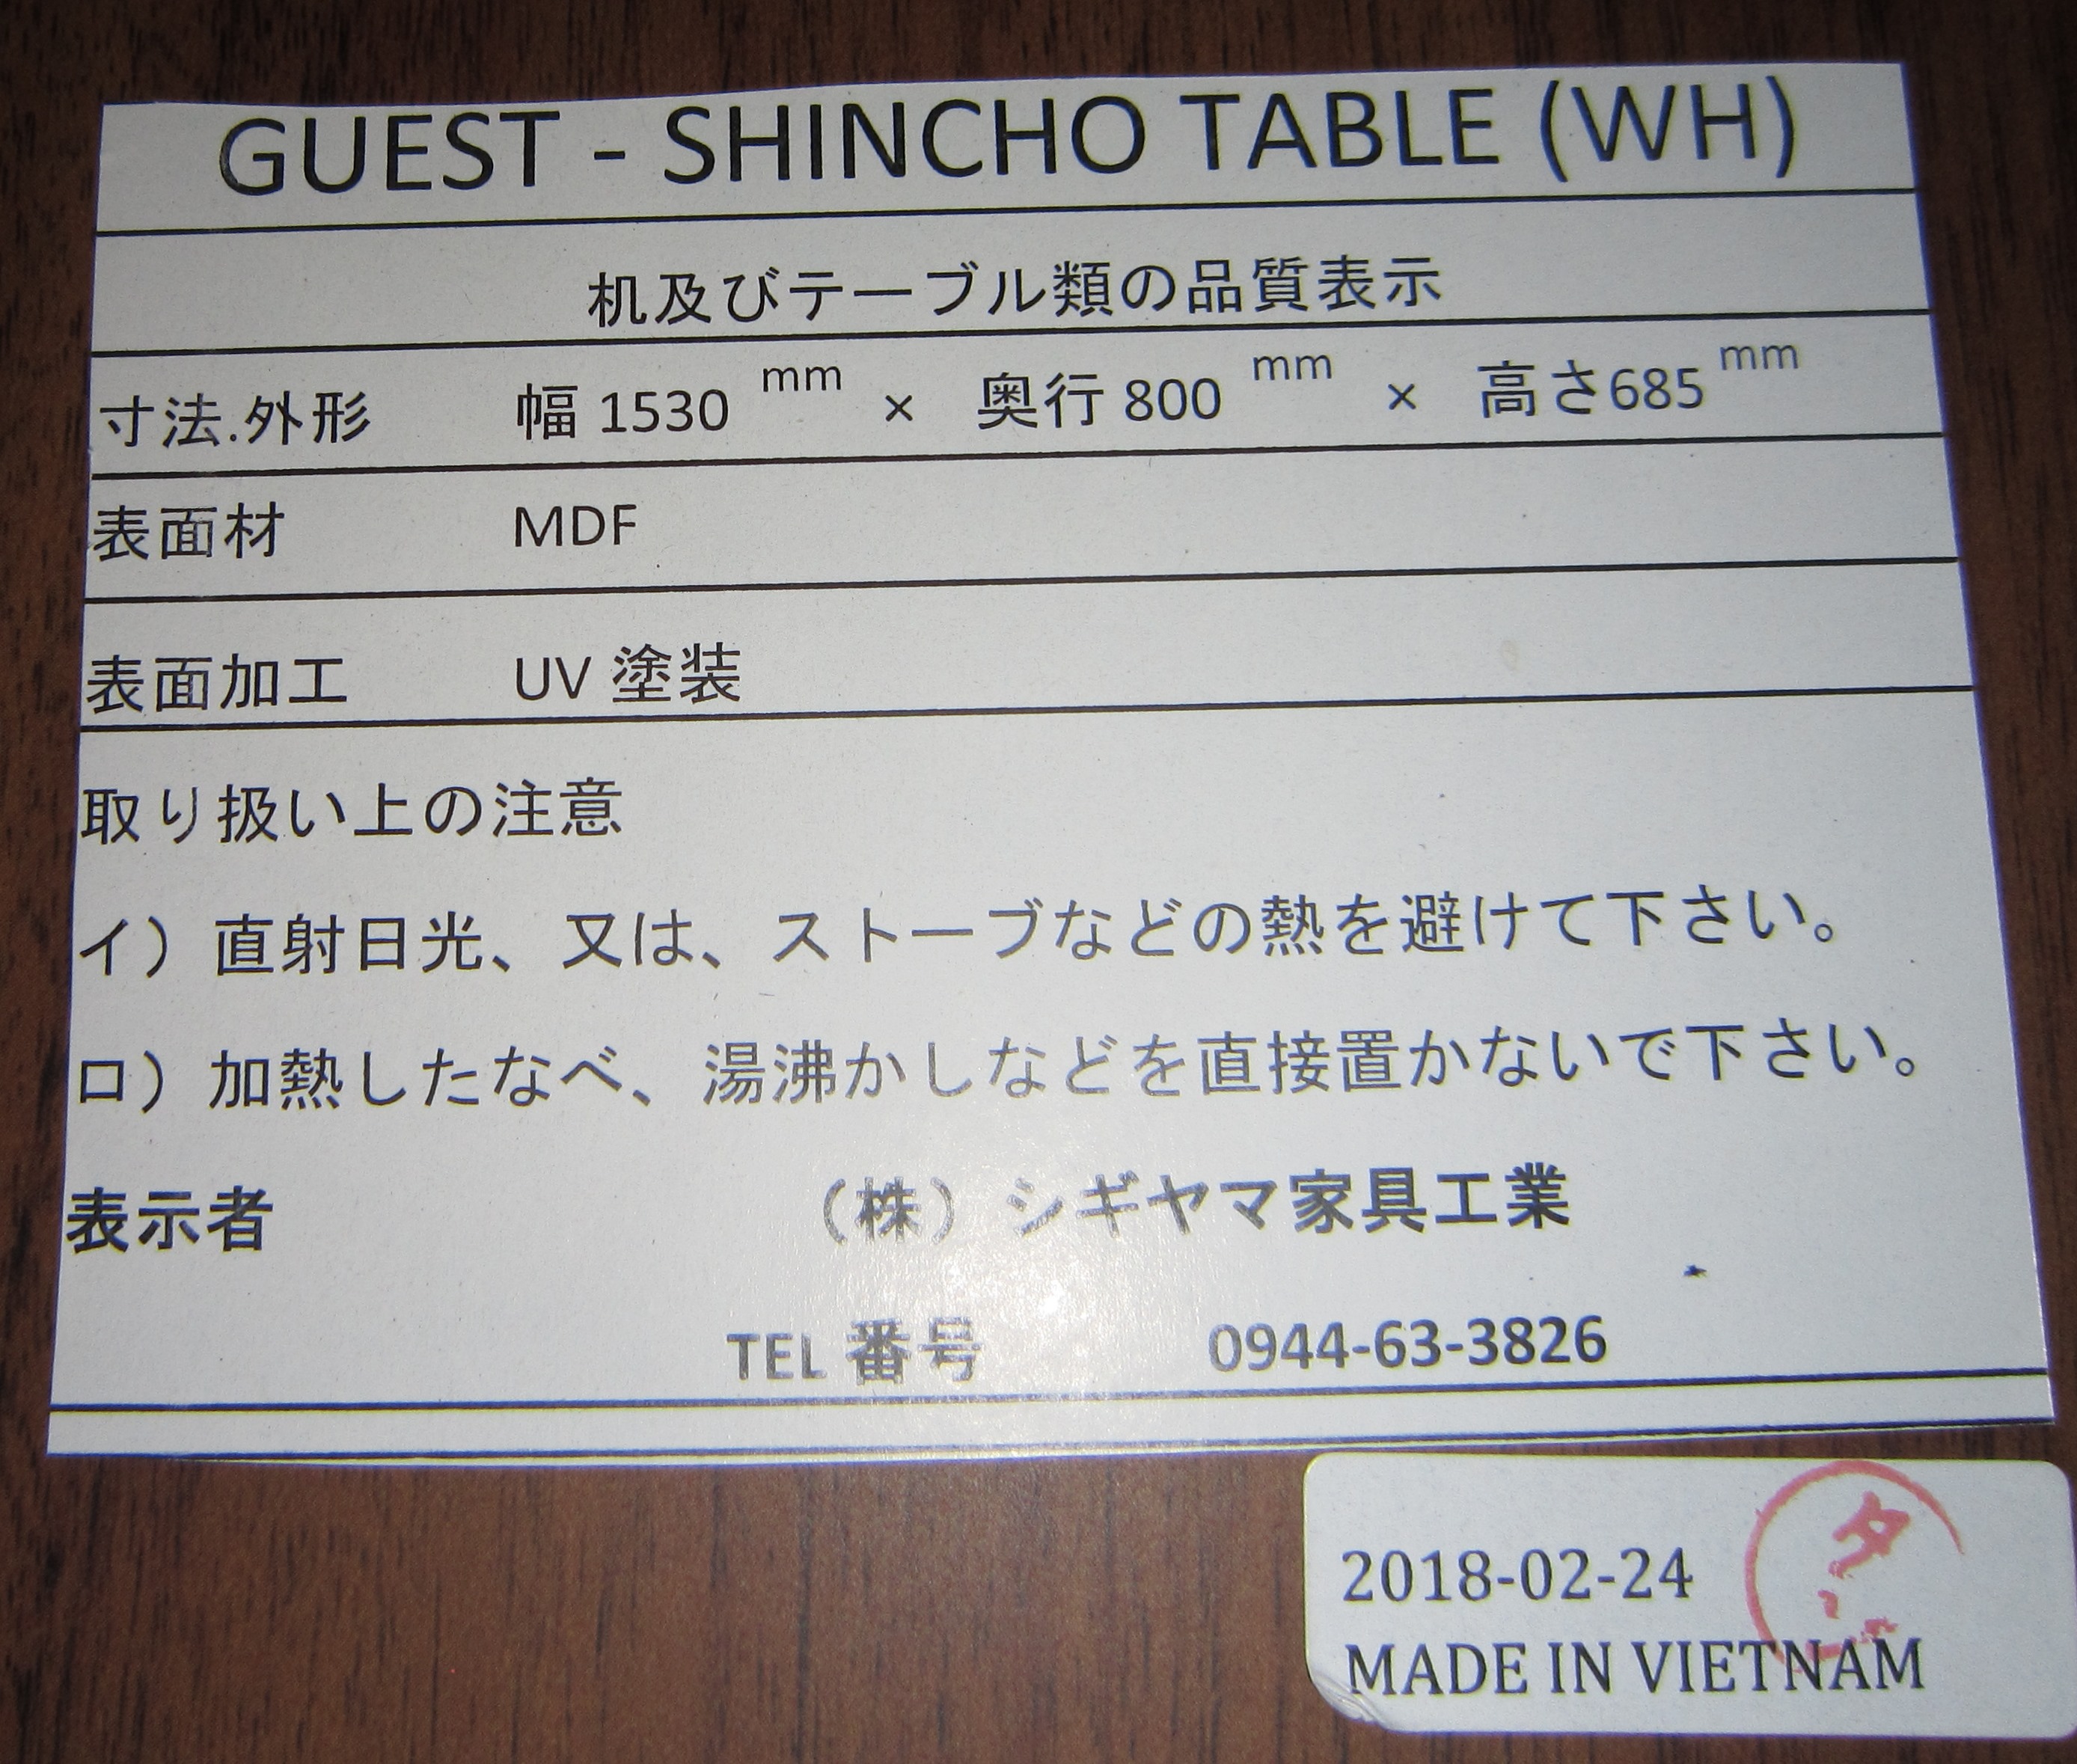 GUEST - SHINCHO TABLE (WH)
机及びテーブル類の品質表示
寸法.外形 幅 1530 mm × 奥行 800 mm × 高さ685 mm
表面材 MDF
表面加工 UV 塗装
取り扱い上の注意
イ）直射日光、又は、ストーブなどの熱を避けて下さい。
ロ）加熱したなべ、湯沸かしなどを直接置かないで下さい。
表示者 （株）シギヤマ家具工業
TEL 番号 0944-63-3826
2018-02-24
MADE IN VIETNAM